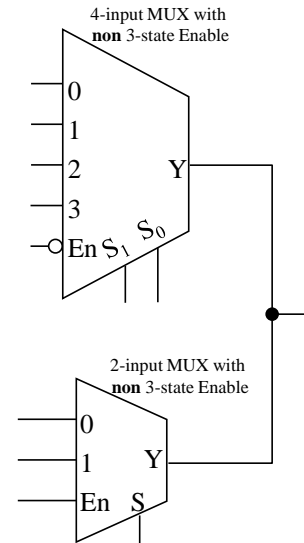 4-input MUX with
non 3-state Enable
0
1
2
3
Y
En S₁ S₀
2-input MUX with
non 3-state Enable
0
1
Y
En S